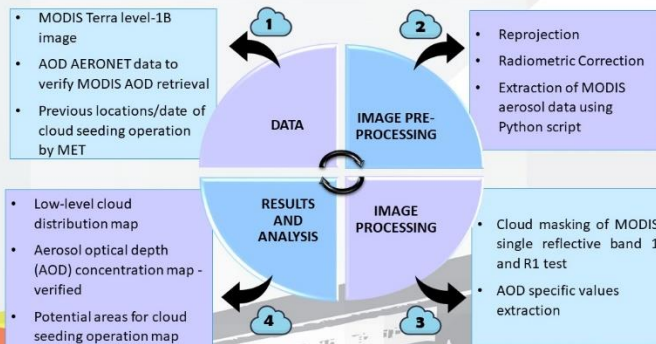 • MODIS Terra level-1B
image
• AOD AERONET data to
verify MODIS AOD retrieval
• Previous locations/date of
cloud seeding operation
by MET
1
DATA
2
IMAGE PRE-
PROCESSING
• Reprojection
• Radiometric Correction
• Extraction of MODIS
aerosol data using
Python script
IMAGE
PROCESSING
3
• Cloud masking of MODIS
single reflective band 1
and R1 test
• AOD specific values
extraction
RESULTS
AND
ANALYSIS
4
• Low-level cloud
distribution map
• Aerosol optical depth
(AOD) concentration map -
verified
• Potential areas for cloud
seeding operation map